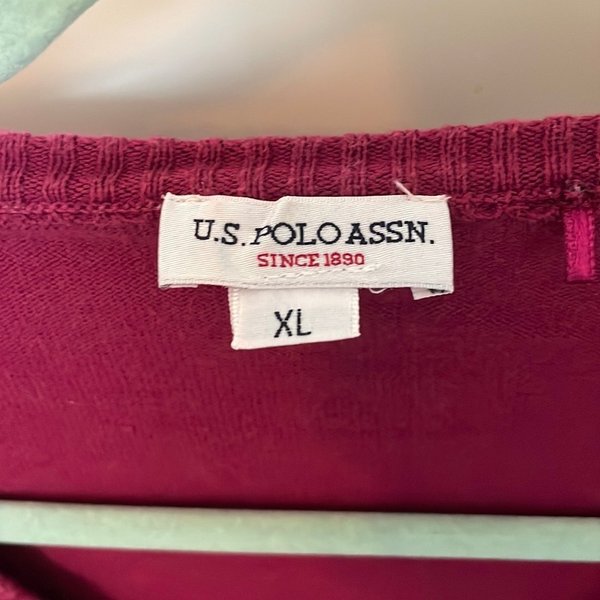 U.S. POLO ASSN.
SINCE 1890
XL